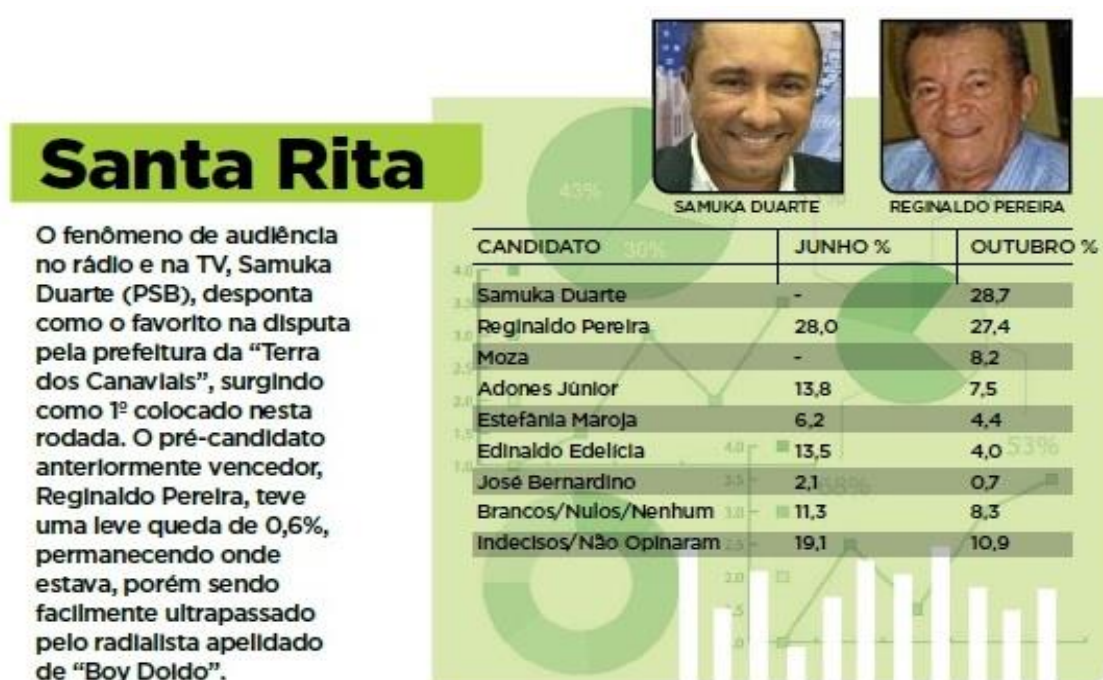 SAMUKA DUARTE
REGINALDO PEREIRA
Santa Rita
O fenômeno de audiência
no rádio e na TV, Samuka
Duarte (PSB), desponta
como o favorito na disputa
pela prefeitura da “Terra
dos Canaviais”, surgindo
como 1º colocado nesta
rodada. O pré-candidato
anteriormente vencedor,
Reginaldo Pereira, teve
uma leve queda de 0,6%,
permanecendo onde
estava, porém sendo
facilmente ultrapassado
pelo radialista apelidado
de “Boy Doido”.
CANDIDATO JUNHO % OUTUBRO %
Samuka Duarte - 28,7
Reginaldo Pereira 28,0 27,4
Moza - 8,2
Adones Júnior 13,8 7,5
Estefânia Maroja 6,2 4,4
Edinaldo Edelícia 13,5 4,0
José Bernardino 2,1 0,7
Brancos/Nulos/Nenhum 11,3 8,3
Indecisos/Não Opinaram 19,1 10,9
43%
30%
53%
68%